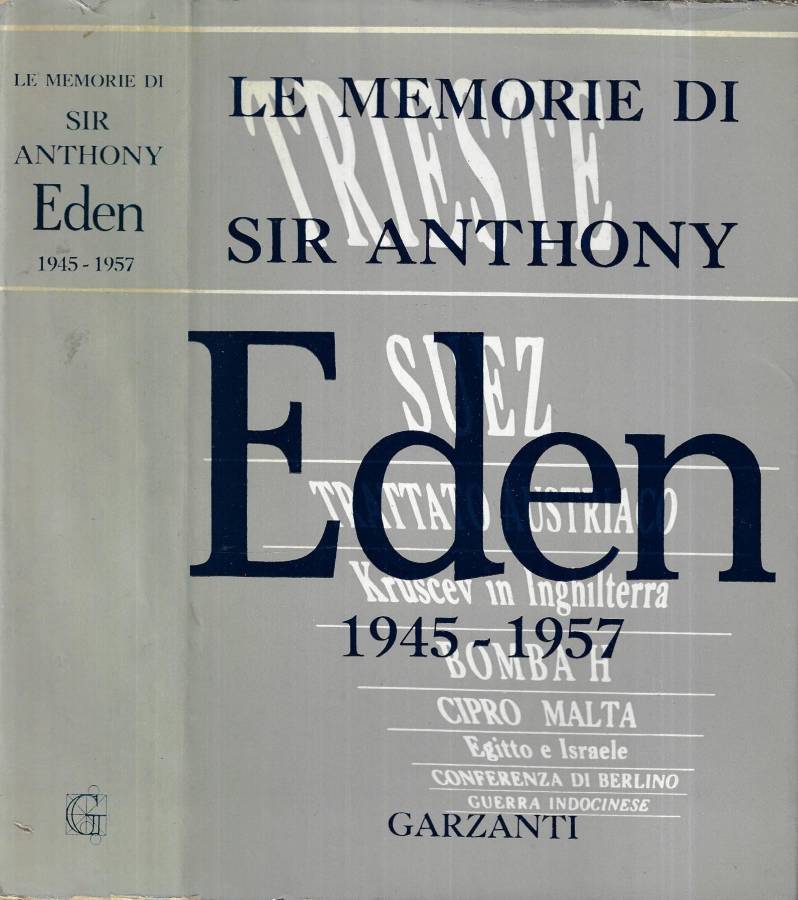 LE MEMORIE DI
SIR
ANTHONY
Eden
1945 - 1957
G
LE MEMORIE DI
TRIESTE
SIR ANTHONY
SUEZ
Eden
TRATTATO AUSTRIACO
Kruscev in Inghilterra
1945 - 1957
BOMBA H
CIPRO MALTA
Egitto e Israele
CONFERENZA DI BERLINO
GUERRA INDOCINESE
GARZANTI